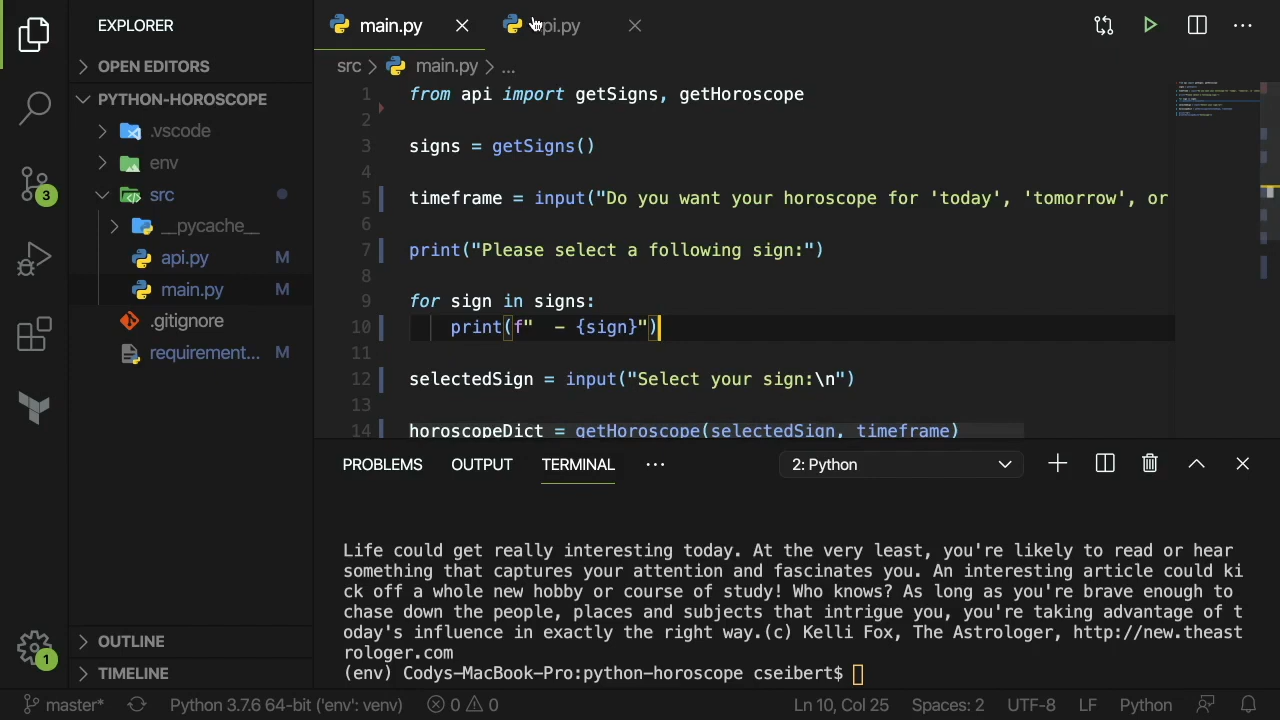 EXPLORER
OPEN EDITORS
PYTHON-HOROSCOPE
.vscode
env
src
__pycache__
api.py M
main.py M
.gitignore
requirement... M
OUTLINE
TIMELINE
3
1
main.py
pi.py
src > main.py > ...
1 from api import getSigns, getHoroscope
2
3 signs = getSigns()
4
5 timeframe = input("Do you want your horoscope for 'today', 'tomorrow', or
6
7 print("Please select a following sign:")
8
9 for sign in signs:
10 print(f"  - {sign}")
11
12 selectedSign = input("Select your sign:\n")
13
14 horoscopeDict = getHoroscope(selectedSign, timeframe)
PROBLEMS OUTPUT TERMINAL ... 2: Python
Life could get really interesting today. At the very least, you're likely to read or hear
something that captures your attention and fascinates you. An interesting article could ki
ck off a whole new hobby or course of study! Who knows? As long as you're brave enough to
chase down the people, places and subjects that intrigue you, you're taking advantage of t
oday's influence in exactly the right way.(c) Kelli Fox, The Astrologer, http://new.theast
rologer.com
(env) Codys-MacBook-Pro:python-horoscope cseibert$
master* Python 3.7.6 64-bit ('env': venv) 0 0 Ln 10, Col 25 Spaces: 2 UTF-8 LF Python